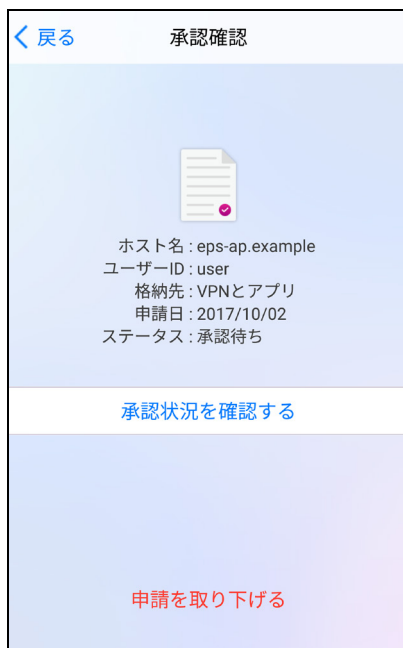 戻る
承認確認
ホスト名 : eps-ap.example
ユーザーID : user
格納先 : VPNとアプリ
申請日 : 2017/10/02
ステータス : 承認待ち
承認状況を確認する
申請を取り下げる